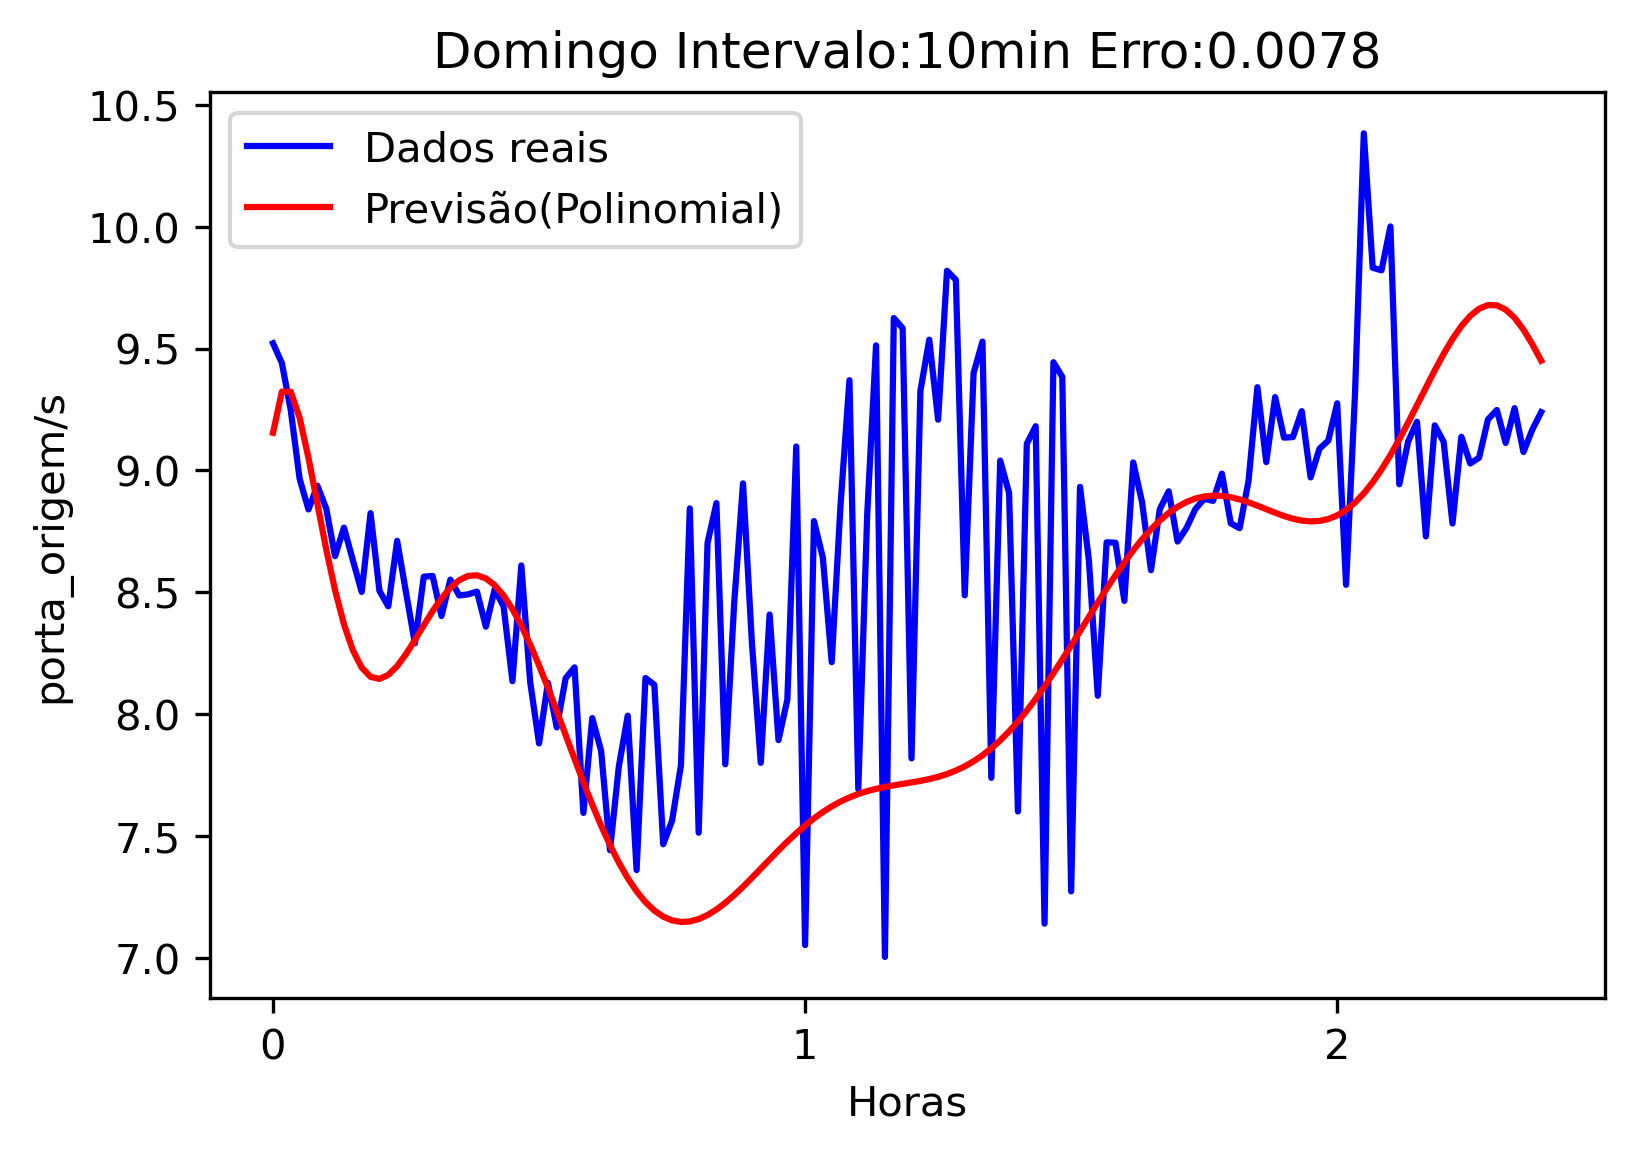 Domingo Intervalo:10min Erro:0.0078
10.5
10.0
9.5
9.0
8.5
8.0
7.5
7.0
Dados reais
Previsão(Polinomial)
porta_origem/s
0 1 2
Horas